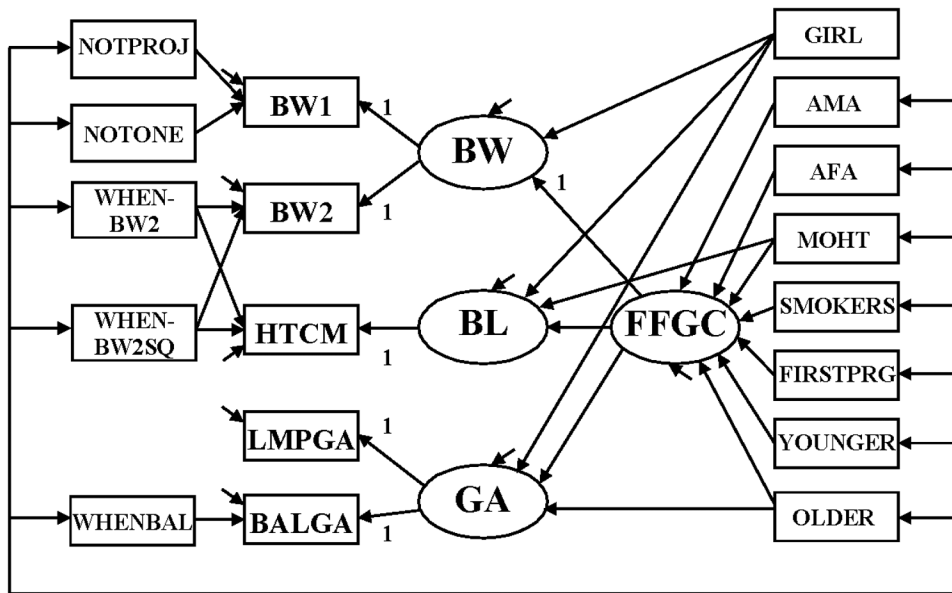 NOTPROJ
NOTONE
WHEN-
BW2
WHEN-
BW2SQ
WHENBAL
BW1
BW2
HTCM
LMPGA
BALGA
1
1
1
1
1
BW
BL
GA
1
FFGC
GIRL
AMA
AFA
MOHT
SMOKERS
FIRSTPRG
YOUNGER
OLDER